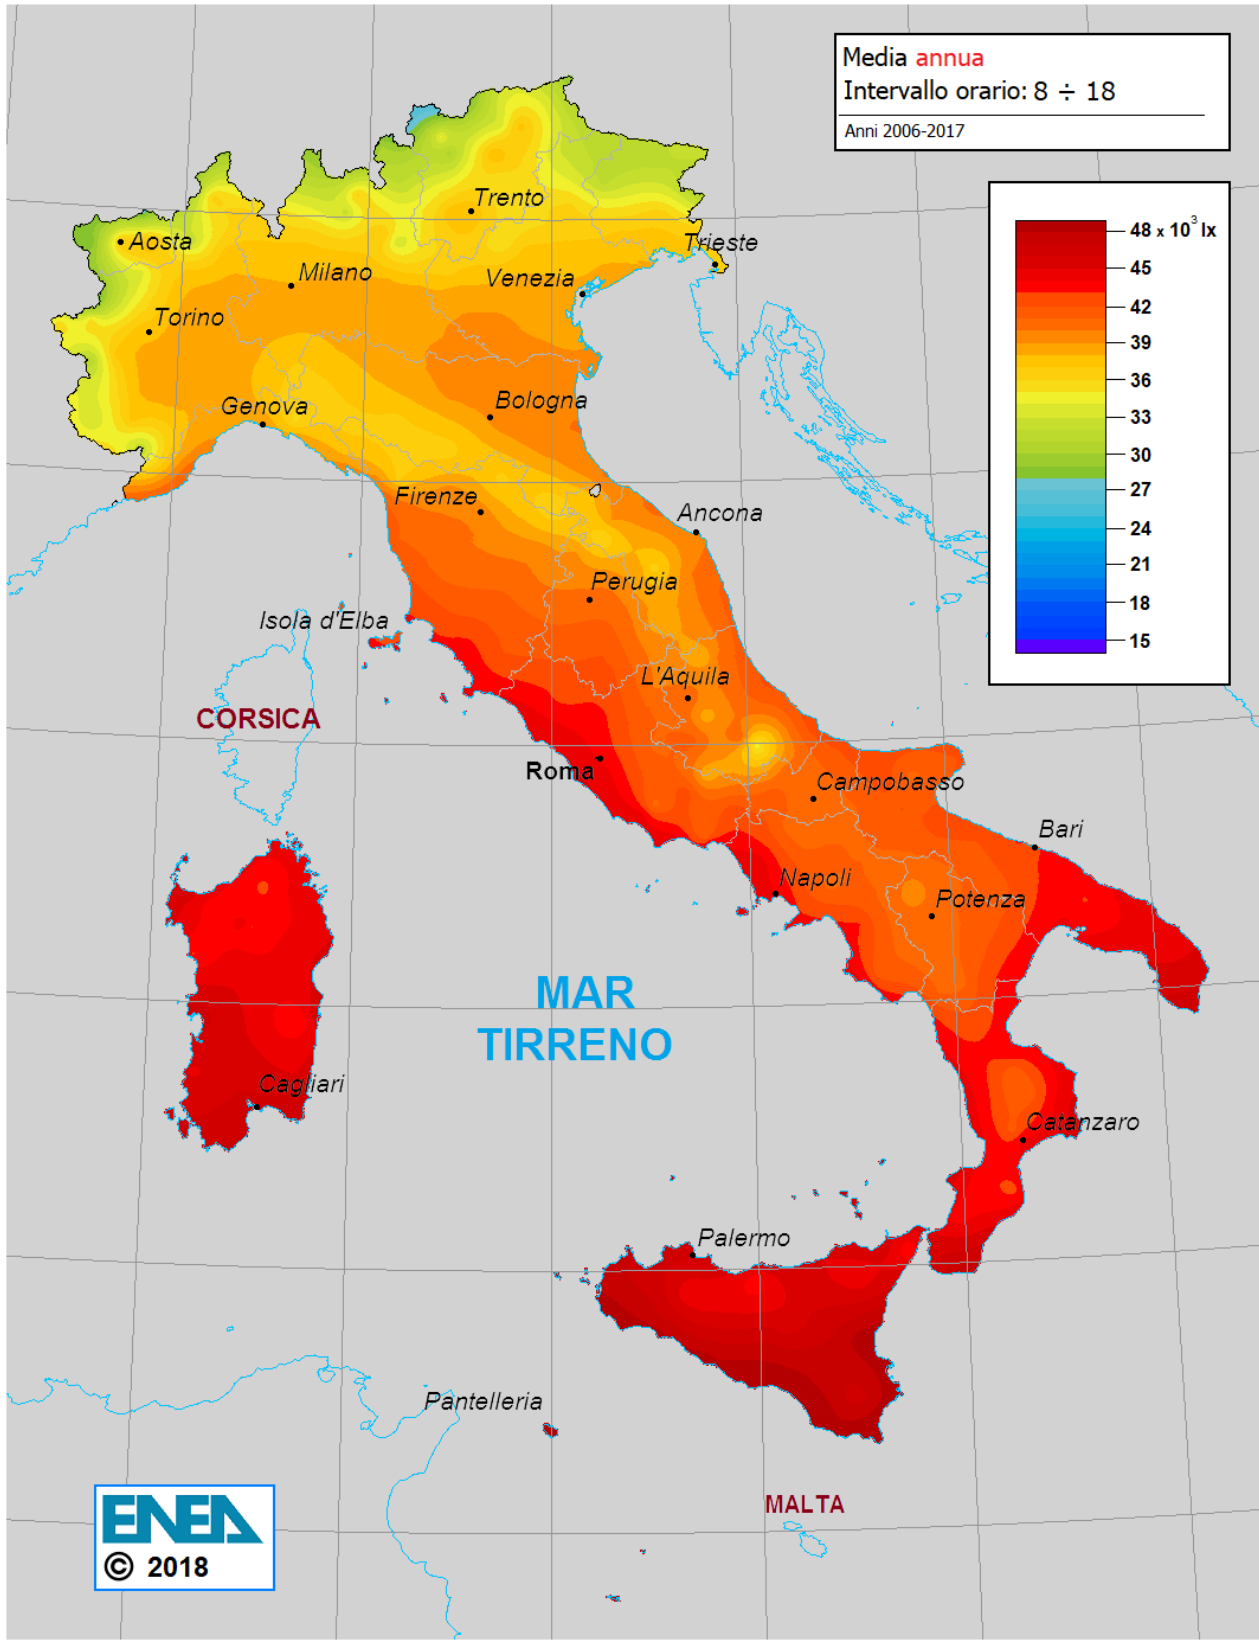 Media annua
Intervallo orario: 8 ÷ 18
Anni 2006-2017
48 x 10³ lx
45
42
39
36
33
30
27
24
21
18
15
Trento
Aosta
Trieste
Milano
Venezia
Torino
Genova
Bologna
Firenze
Ancona
Perugia
Isola d'Elba
L'Aquila
CORSICA
Roma
Campobasso
Bari
Napoli
Potenza
MAR
TIRRENO
Cagliari
Catanzaro
Palermo
Pantelleria
MALTA
ENEA
© 2018